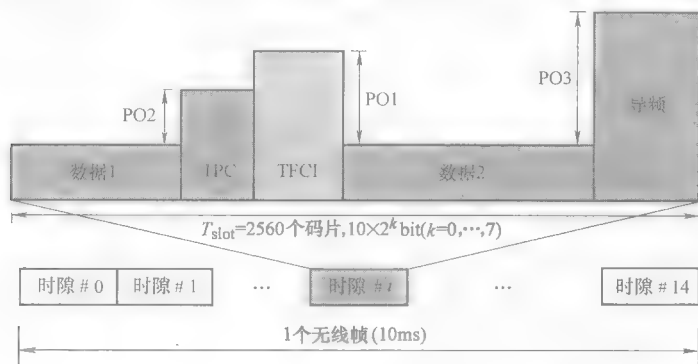 PO3
PO1
PO2
导频
数据1
TPC
TFCI
数据2
T_slot=2560个码片,10×2^k bit(k=0,…,7)
时隙 # 0
时隙 # 1
…
时隙 # i
…
时隙 # 14
1个无线帧(10ms)